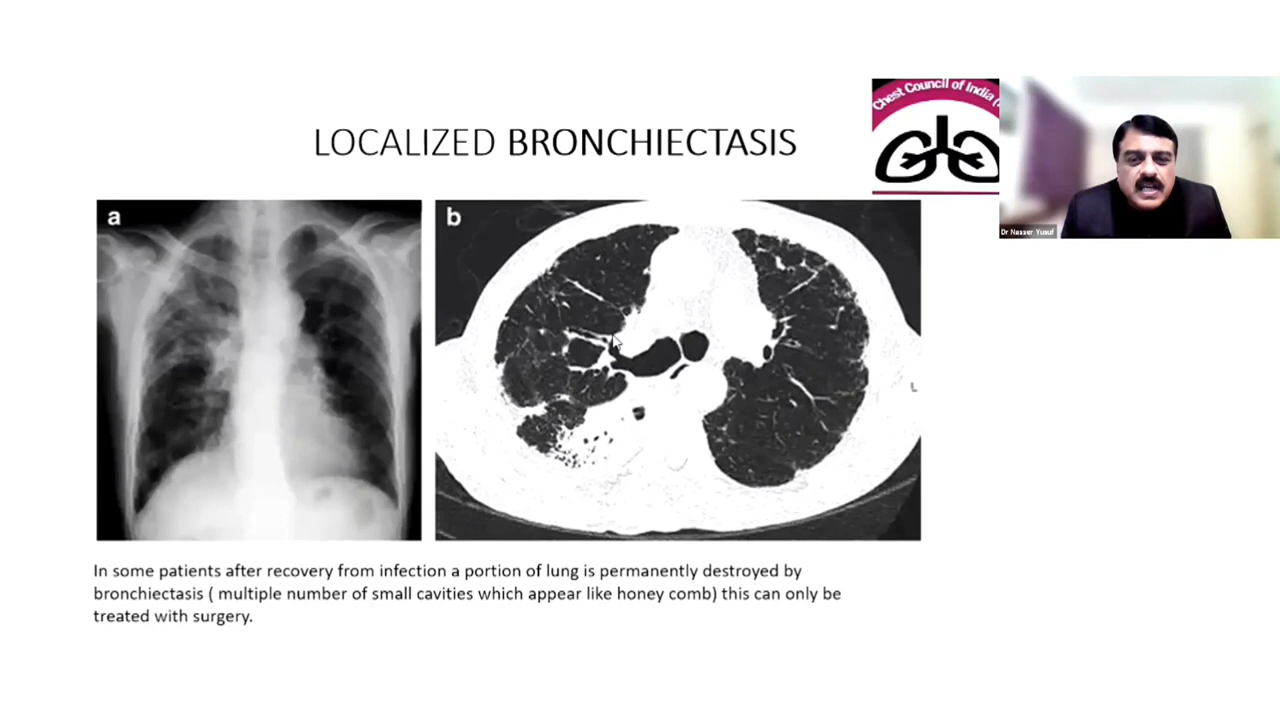 Chest Council of India (
LOCALIZED BRONCHIECTASIS
Dr Nasser Yusuf
a
b
L
In some patients after recovery from infection a portion of lung is permanently destroyed by
bronchiectasis ( multiple number of small cavities which appear like honey comb) this can only be
treated with surgery.